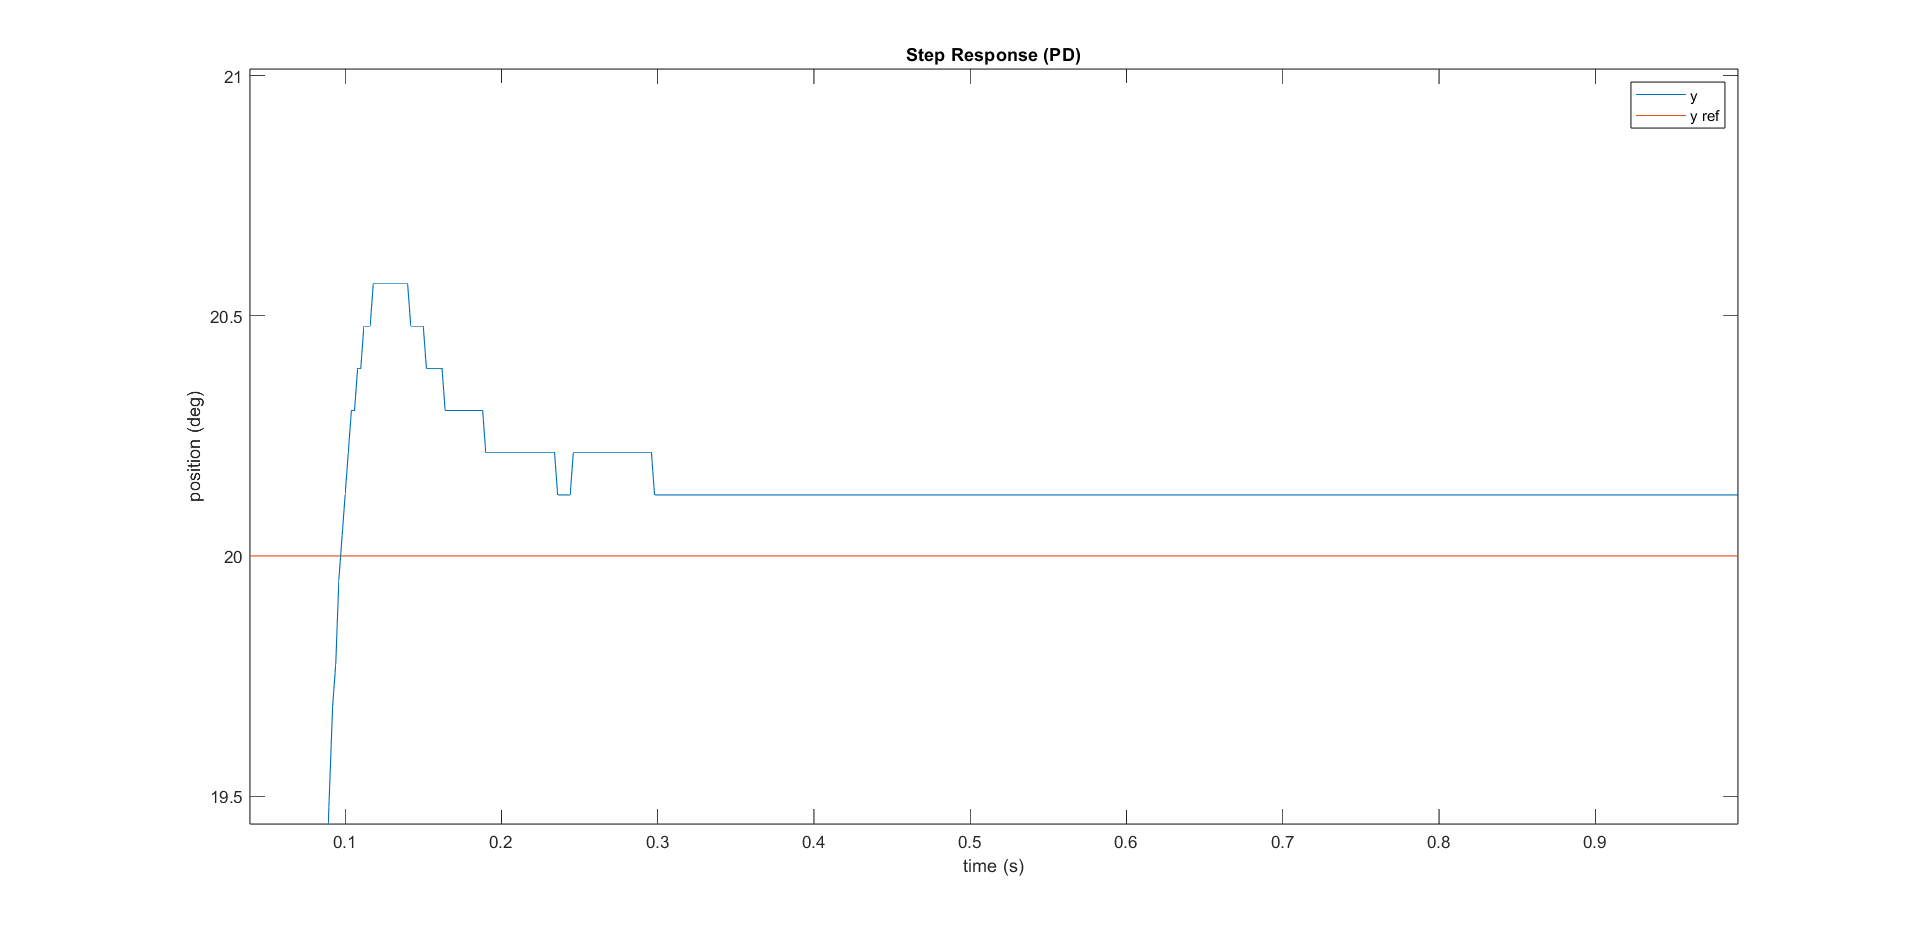 Step Response (PD)
y
y ref
21
20.5
20
19.5
position (deg)
0.1 0.2 0.3 0.4 0.5 0.6 0.7 0.8 0.9
time (s)